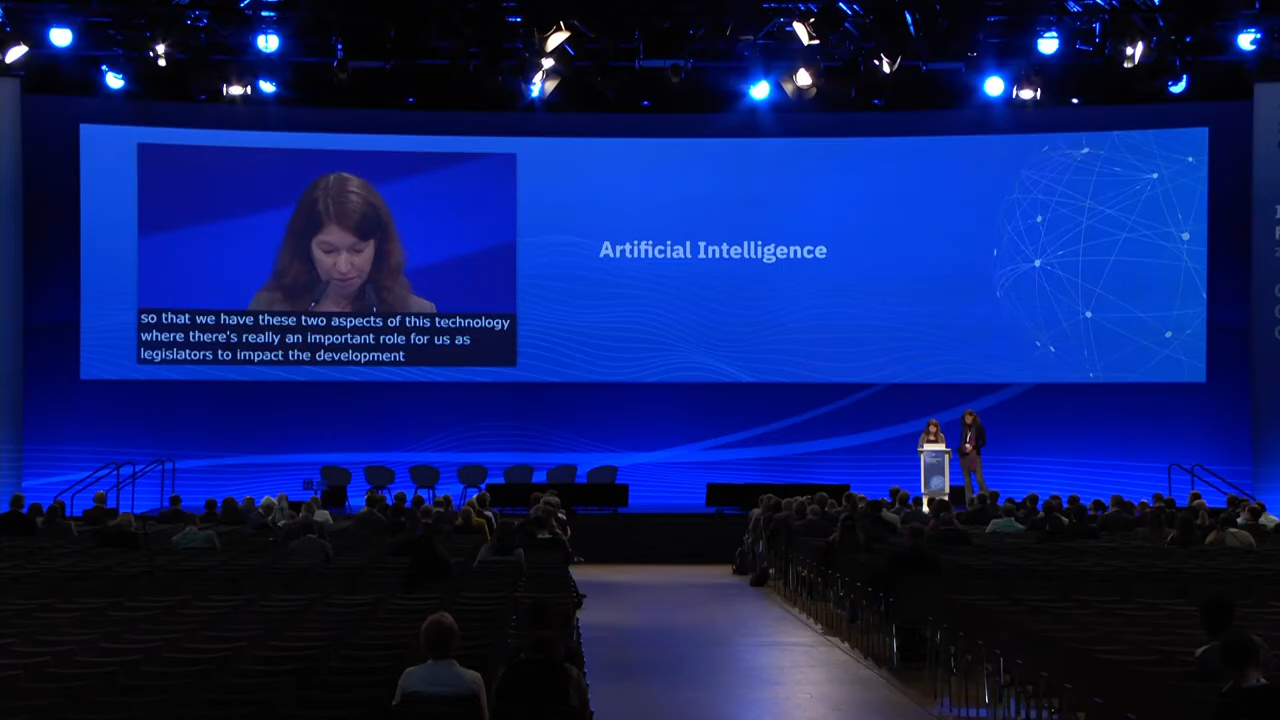 so that we have these two aspects of this technology
where there's really an important role for us as
legislators to impact the development
Artificial Intelligence